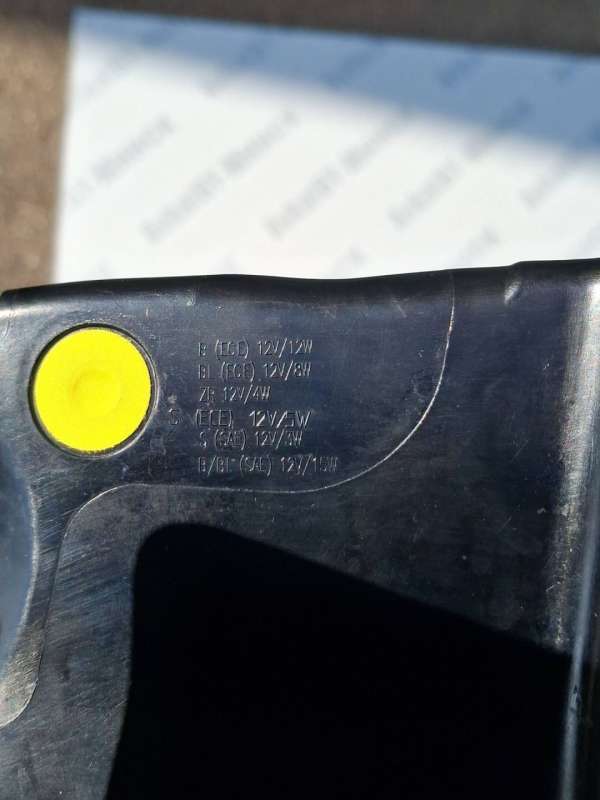 R (ECE) 12V/12W
BL (ECE) 12V/8W
ZR 12V/4W
S (ECE) 12V/5W
S (SAE) 12V/3W
B/BL (SAE) 12V/15W